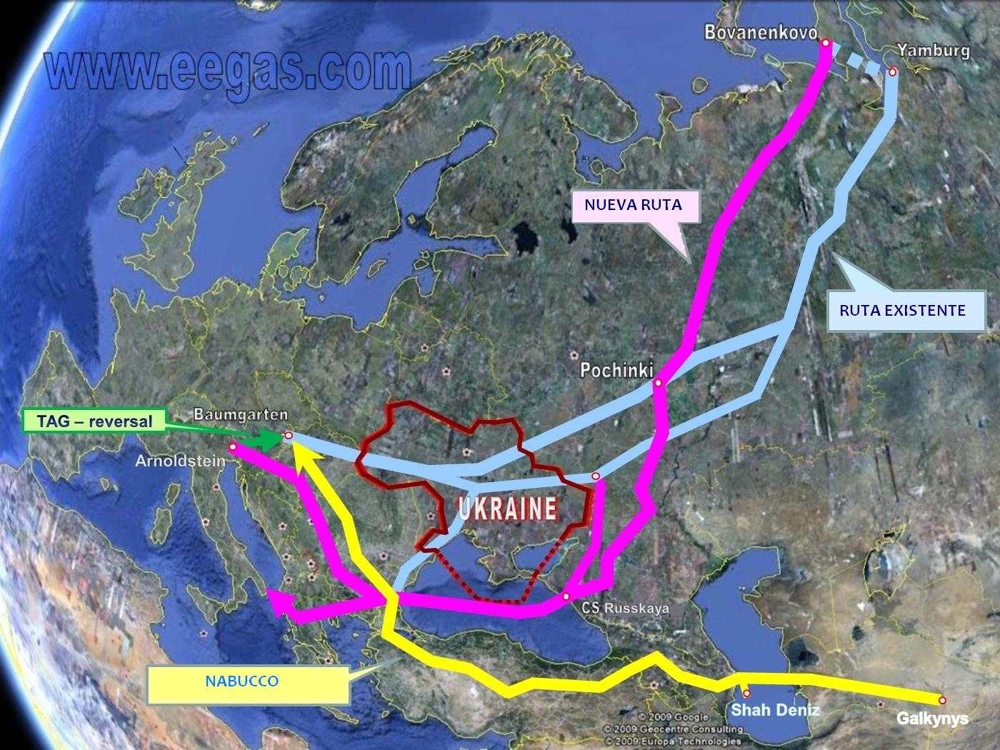 www.eegas.com
Bovanenkovo
Yamburg
NUEVA RUTA
RUTA EXISTENTE
Pochinki
Baumgarten
TAG – reversal
Arnoldstein
UKRAINE
CS Russkaya
NABUCCO
Shah Deniz
Galkynys
© 2009 Google
© 2009 Geocentre Consulting
© 2009 Europa Technologies